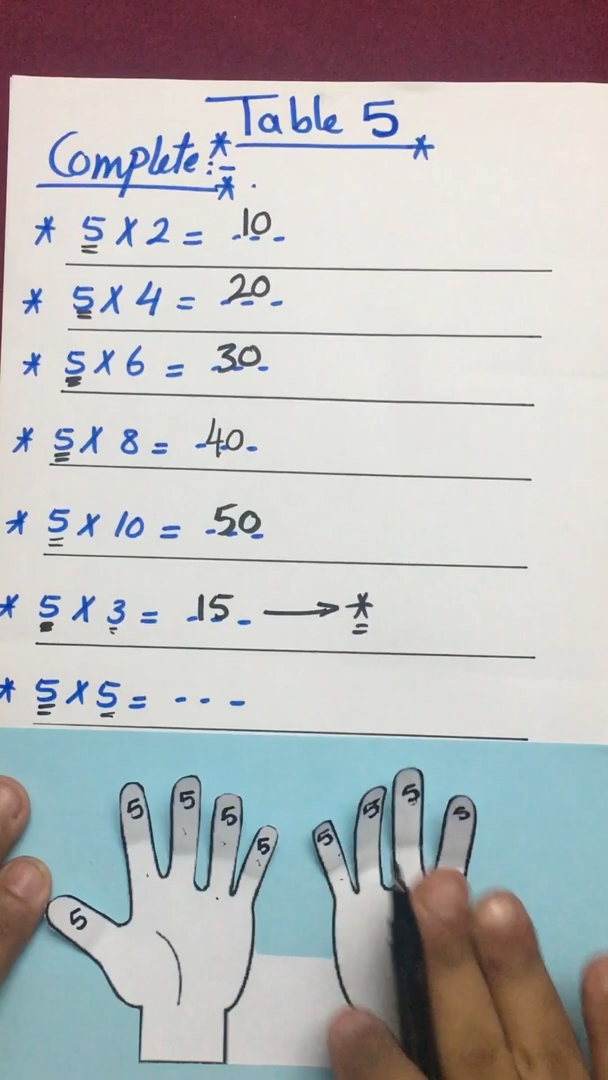 Table 5
Complete:-
* 5 X 2 = 10
* 5 X 4 = 20
* 5 X 6 = 30
* 5 X 8 = 40
* 5 X 10 = 50
* 5 X 3 = 15 → *
* 5 X 5 = ---
5 5 5 5 5 5 5 5 5